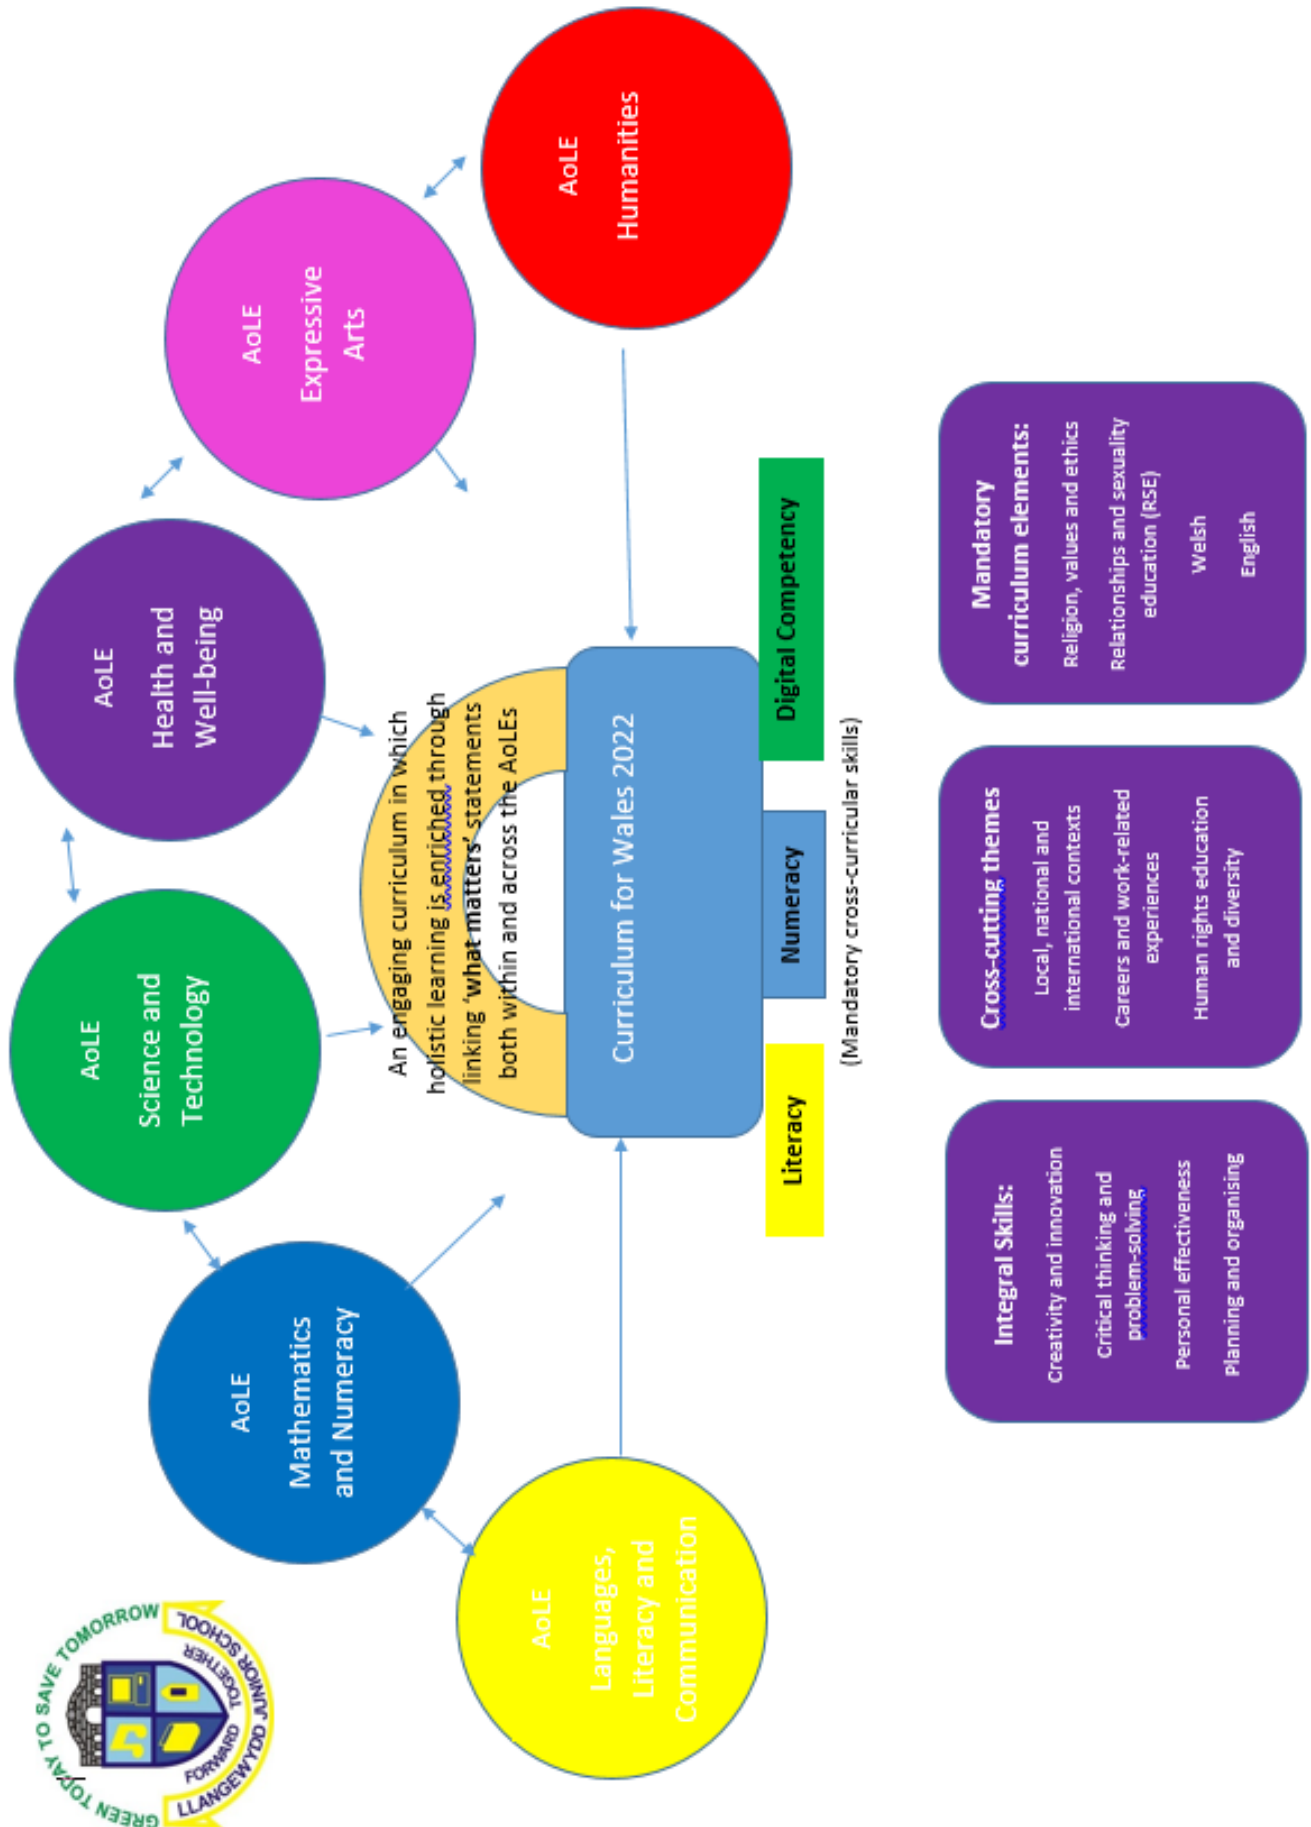 GREEN TODAY TO SAVE TOMORROW
FORWARD TOGETHER
LLANGEWYDD JUNIOR SCHOOL
AoLE
Languages,
Literacy and
Communication
AoLE
Mathematics
and Numeracy
AoLE
Science and
Technology
AoLE
Health and
Well-being
AoLE
Expressive
Arts
AoLE
Humanities
An engaging curriculum in which
holistic learning is enriched through
linking ‘what matters’ statements
both within and across the AoLEs
Curriculum for Wales 2022
Literacy
Numeracy
Digital Competency
(Mandatory cross-curricular skills)
Integral Skills:
Creativity and innovation
Critical thinking and
problem-solving
Personal effectiveness
Planning and organising
Cross-cutting themes
Local, national and
international contexts
Careers and work-related
experiences
Human rights education
and diversity
Mandatory
curriculum elements:
Religion, values and ethics
Relationships and sexuality
education (RSE)
Welsh
English